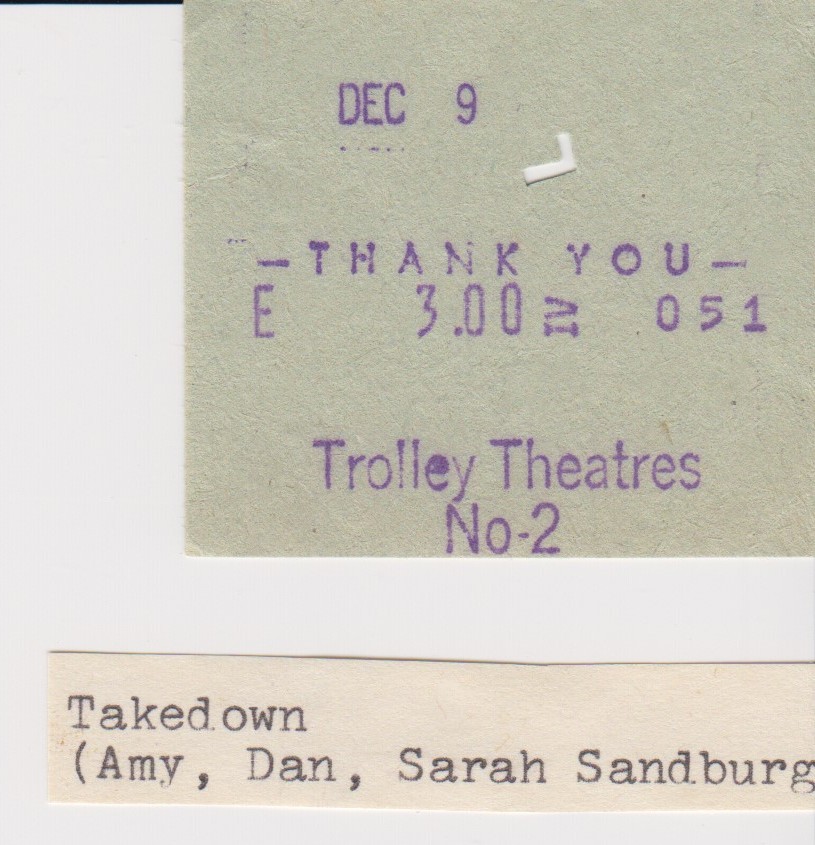 DEC 9
—THANK YOU—
E 3.00 051
Trolley Theatres
No-2
Takedown
(Amy, Dan, Sarah Sandburg